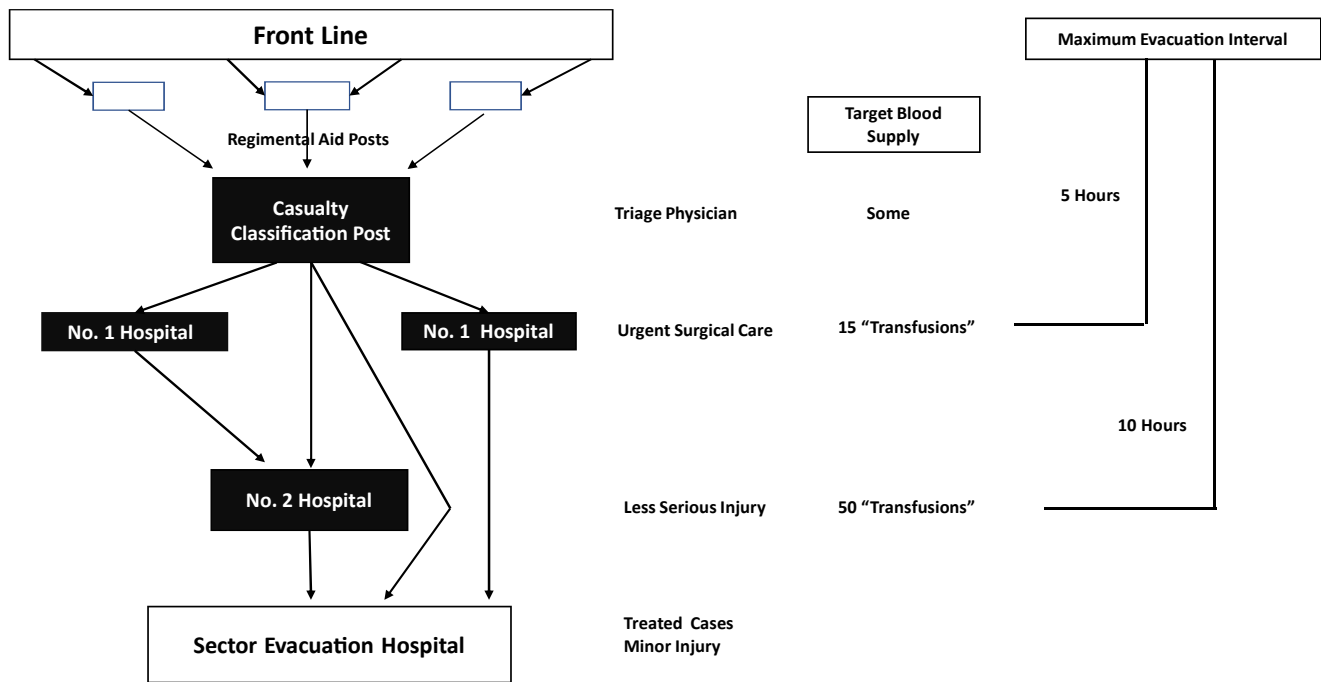 Front Line
Maximum Evacuation Interval
Target Blood
Supply
Regimental Aid Posts
Casualty
Classification Post
Triage Physician
Some
5 Hours
No. 1 Hospital
No. 1 Hospital
Urgent Surgical Care
15 “Transfusions”
10 Hours
No. 2 Hospital
Less Serious Injury
50 “Transfusions”
Sector Evacuation Hospital
Treated Cases
Minor Injury